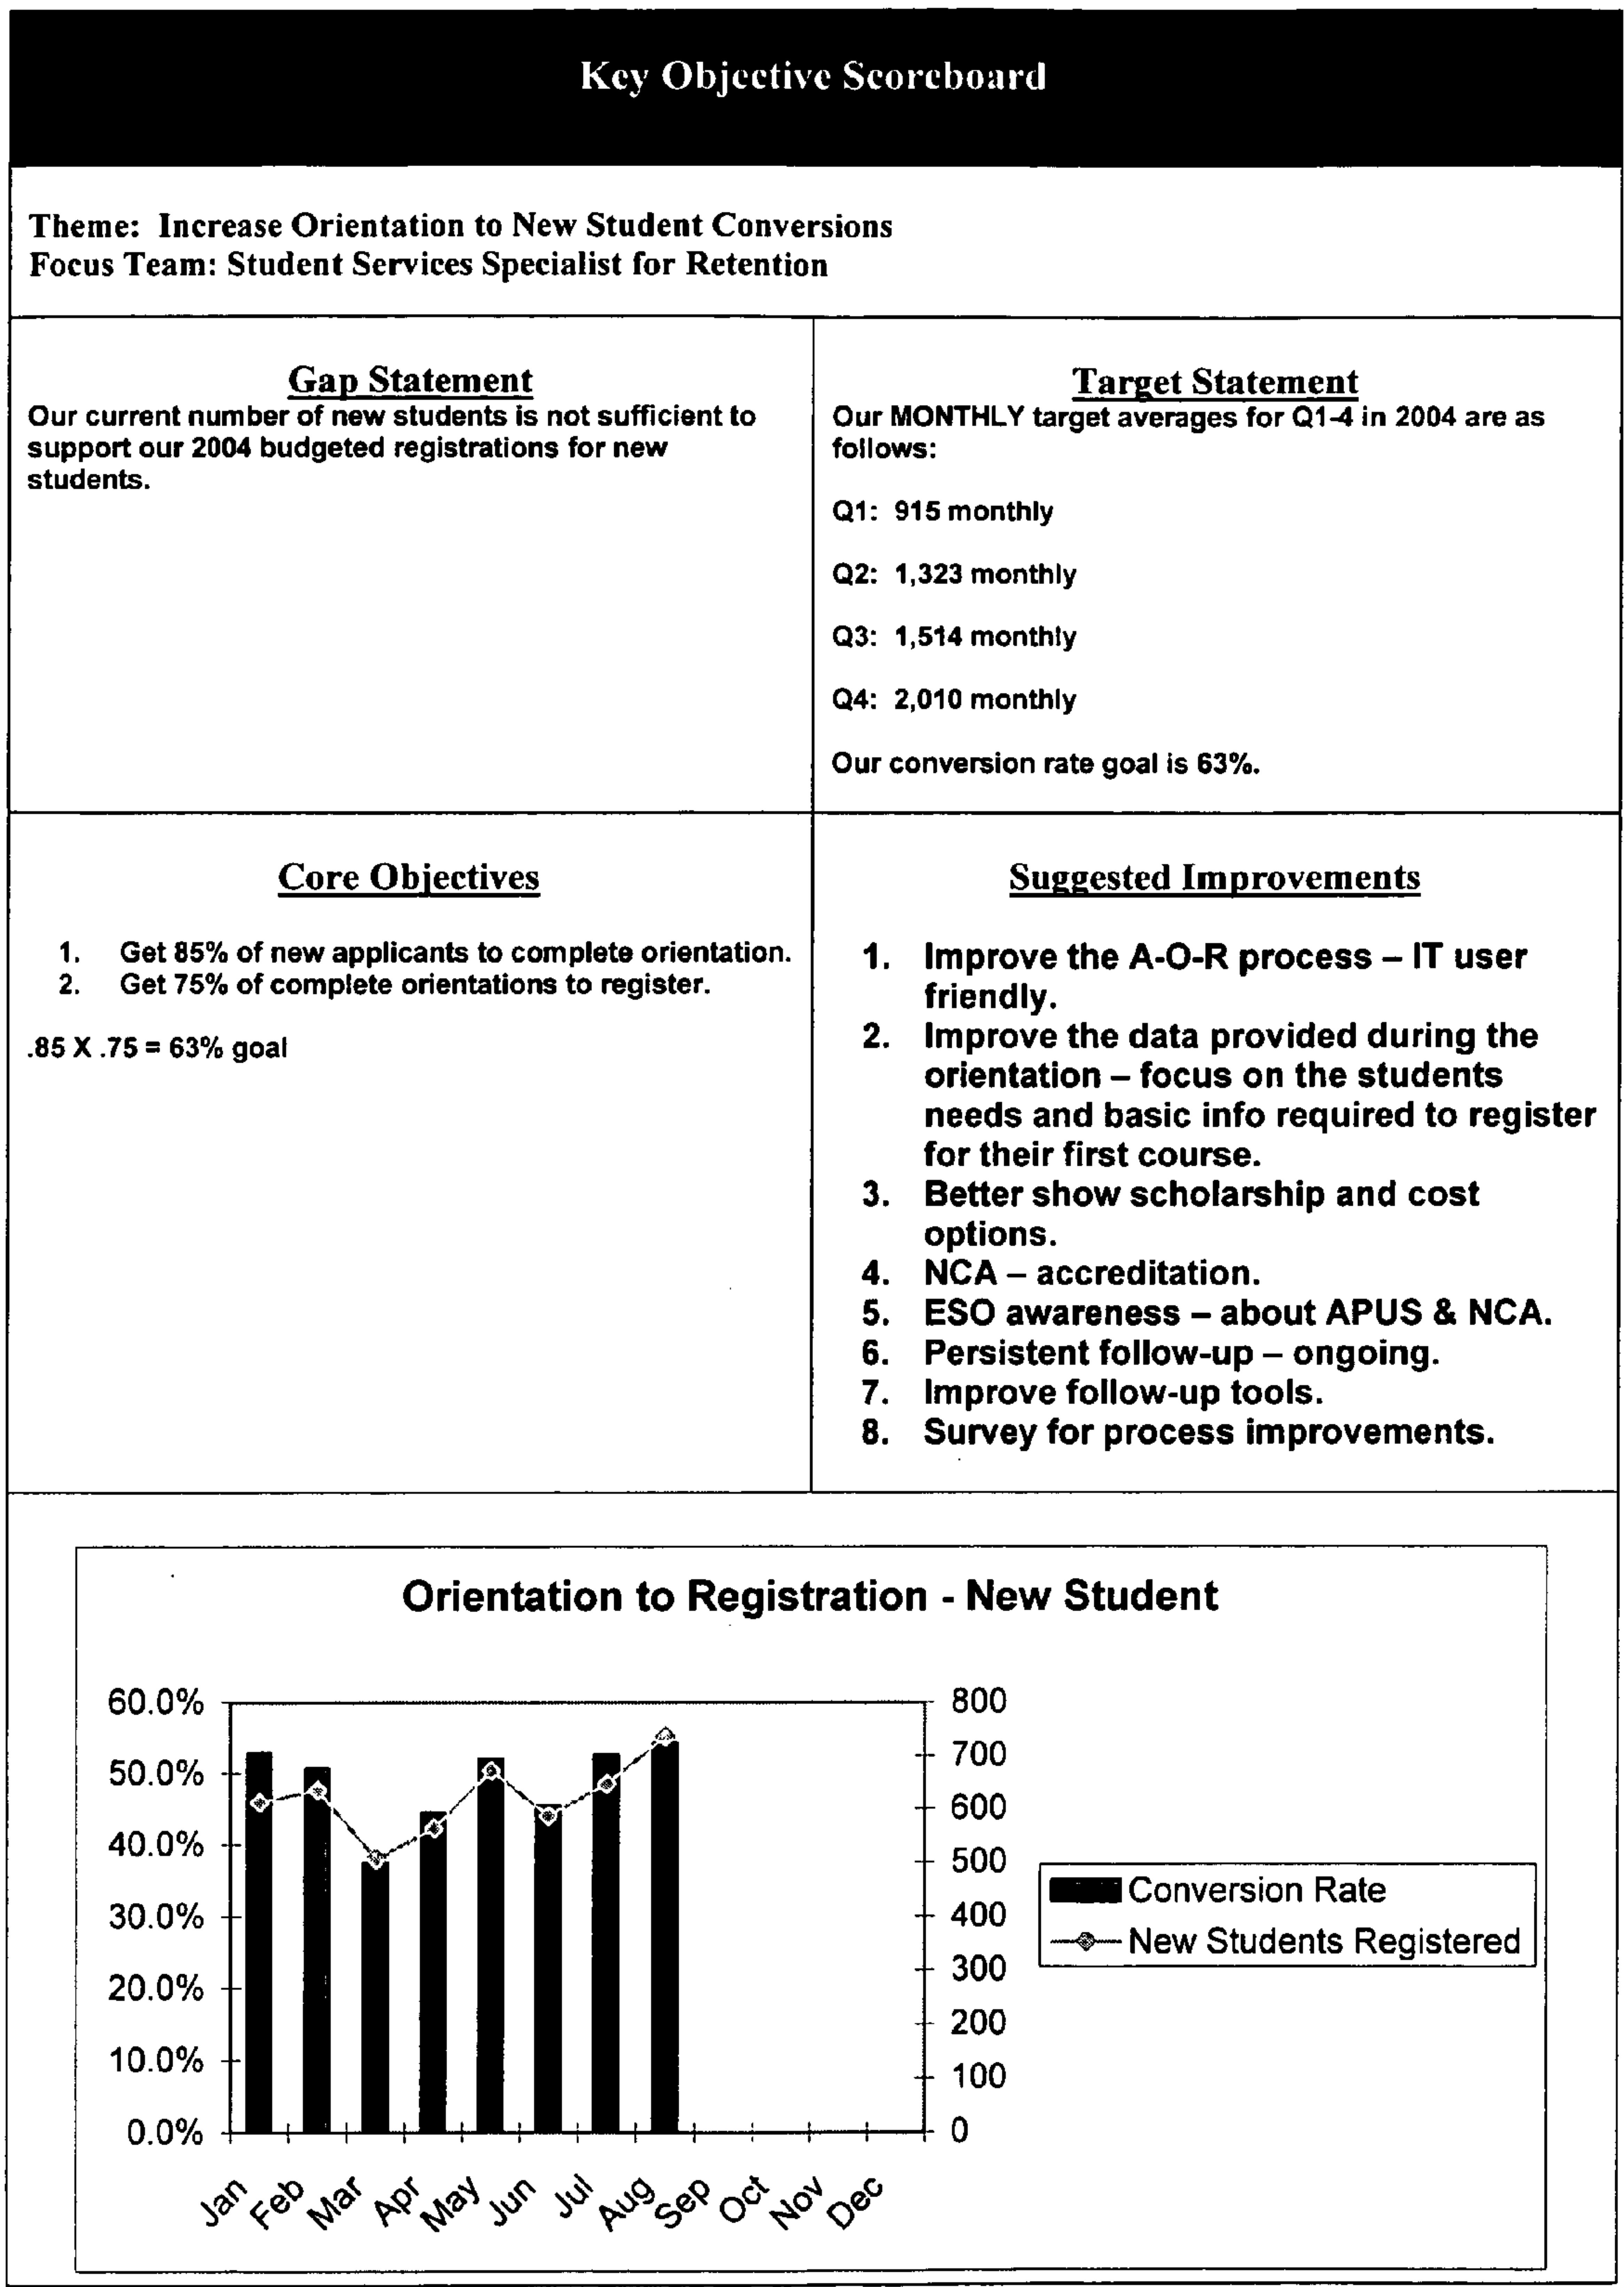 Key Objective Scoreboard
Theme: Increase Orientation to New Student Conversions
Focus Team: Student Services Specialist for Retention
Gap Statement
Our current number of new students is not sufficient to
support our 2004 budgeted registrations for new
students.
Target Statement
Our MONTHLY target averages for Q1-4 in 2004 are as
follows:
Q1: 915 monthly
Q2: 1,323 monthly
Q3: 1,514 monthly
Q4: 2,010 monthly
Our conversion rate goal is 63%.
Core Objectives
1. Get 85% of new applicants to complete orientation.
2. Get 75% of complete orientations to register.
.85 X .75 = 63% goal
Suggested Improvements
1. Improve the A-O-R process – IT user
friendly.
2. Improve the data provided during the
orientation – focus on the students
needs and basic info required to register
for their first course.
3. Better show scholarship and cost
options.
4. NCA – accreditation.
5. ESO awareness – about APUS & NCA.
6. Persistent follow-up – ongoing.
7. Improve follow-up tools.
8. Survey for process improvements.
Orientation to Registration - New Student
60.0% 800
700
50.0%
600
40.0%
500
30.0% 400
300
20.0%
200
10.0%
100
0.0% 0
Conversion Rate
New Students Registered
Jan Feb Mar Apr May Jun Jul Aug Sep Oct Nov Dec